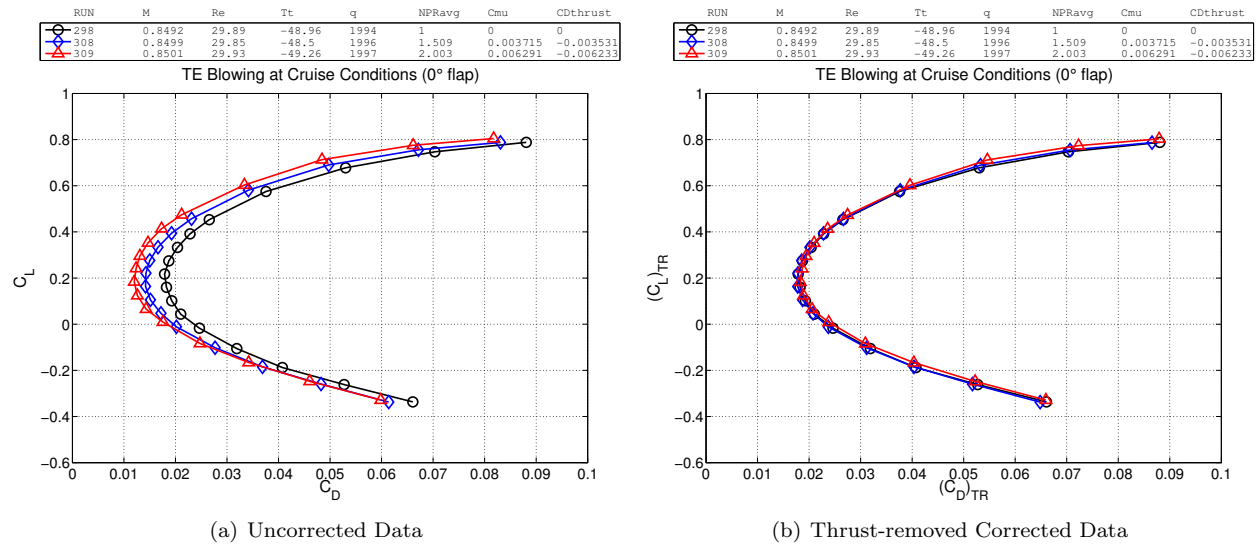 RUN M Re Tt q NPRavg Cmu CDthrust
298 0.8492 29.89 −48.96 1994 1 0 0
308 0.8499 29.85 −48.5 1996 1.509 0.003715 −0.003531
309 0.8501 29.93 −49.26 1997 2.003 0.006291 −0.006233
TE Blowing at Cruise Conditions (0° flap)
1
0.8
0.6
0.4
0.2
0
−0.2
−0.4
−0.6
C_L
0 0.01 0.02 0.03 0.04 0.05 0.06 0.07 0.08 0.09 0.1
C_D
(a) Uncorrected Data
RUN M Re Tt q NPRavg Cmu CDthrust
298 0.8492 29.89 −48.96 1994 1 0 0
308 0.8499 29.85 −48.5 1996 1.509 0.003715 −0.003531
309 0.8501 29.93 −49.26 1997 2.003 0.006291 −0.006233
TE Blowing at Cruise Conditions (0° flap)
1
0.8
0.6
0.4
0.2
0
−0.2
−0.4
−0.6
(C_L)_TR
0 0.01 0.02 0.03 0.04 0.05 0.06 0.07 0.08 0.09 0.1
(C_D)_TR
(b) Thrust-removed Corrected Data